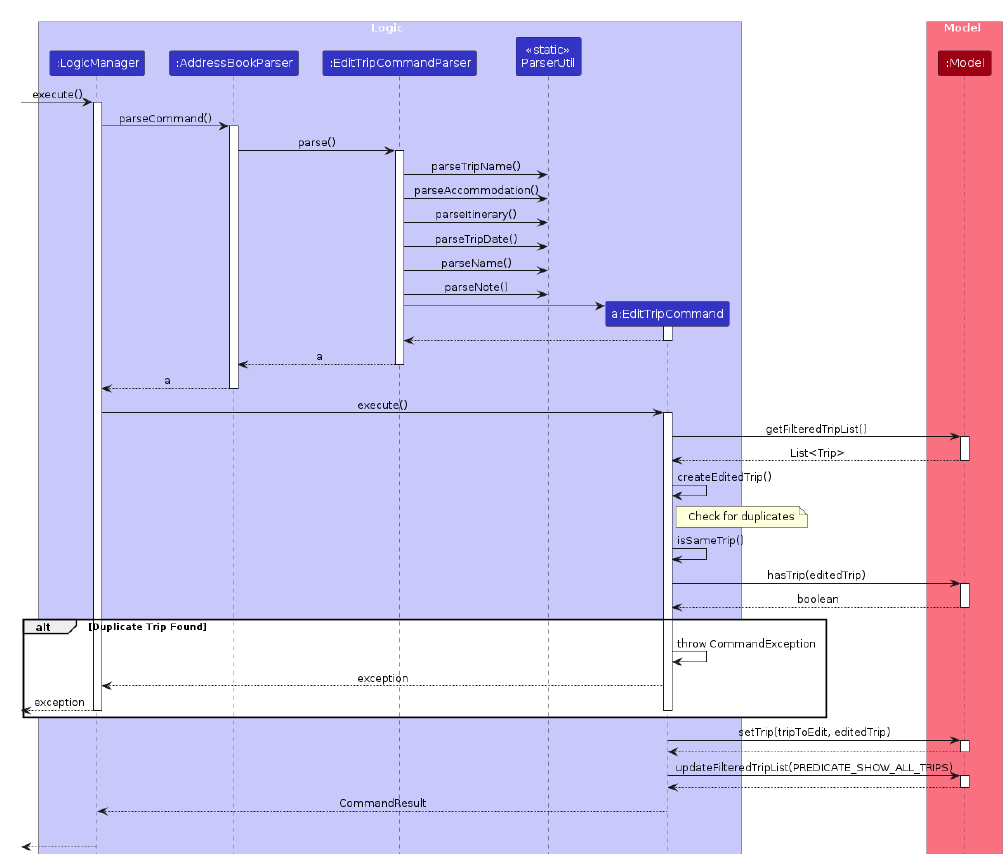 Logic
Model
:LogicManager
:AddressBookParser
:EditTripCommandParser
«static»
ParserUtil
:Model
execute()
parseCommand()
parse()
parseTripName()
parseAccommodation()
parseItinerary()
parseTripDate()
parseName()
parseNote()
a:EditTripCommand
a
a
execute()
getFilteredTripList()
List<Trip>
createEditedTrip()
Check for duplicates
isSameTrip()
hasTrip(editedTrip)
boolean
alt [Duplicate Trip Found]
throw CommandException
exception
exception
setTrip(tripToEdit, editedTrip)
updateFilteredTripList(PREDICATE_SHOW_ALL_TRIPS)
CommandResult